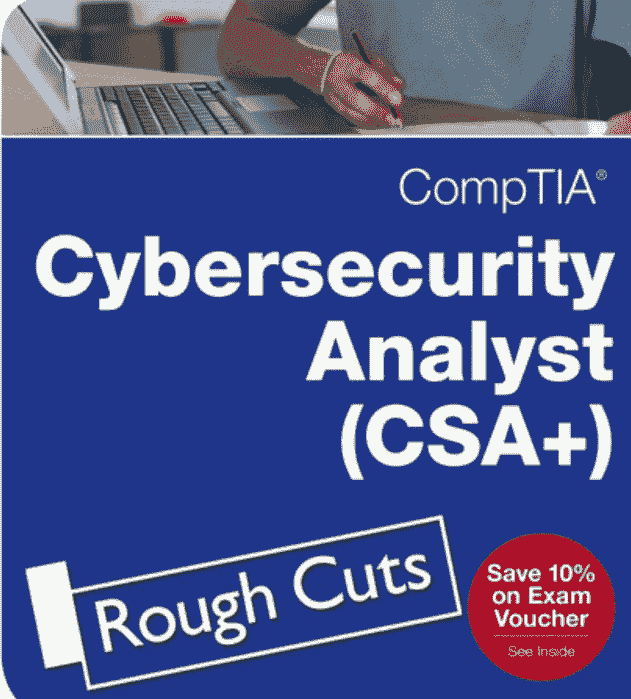 CompTIA®
Cybersecurity
Analyst
(CSA+)
Rough Cuts
Save 10%
on Exam
Voucher
See Inside